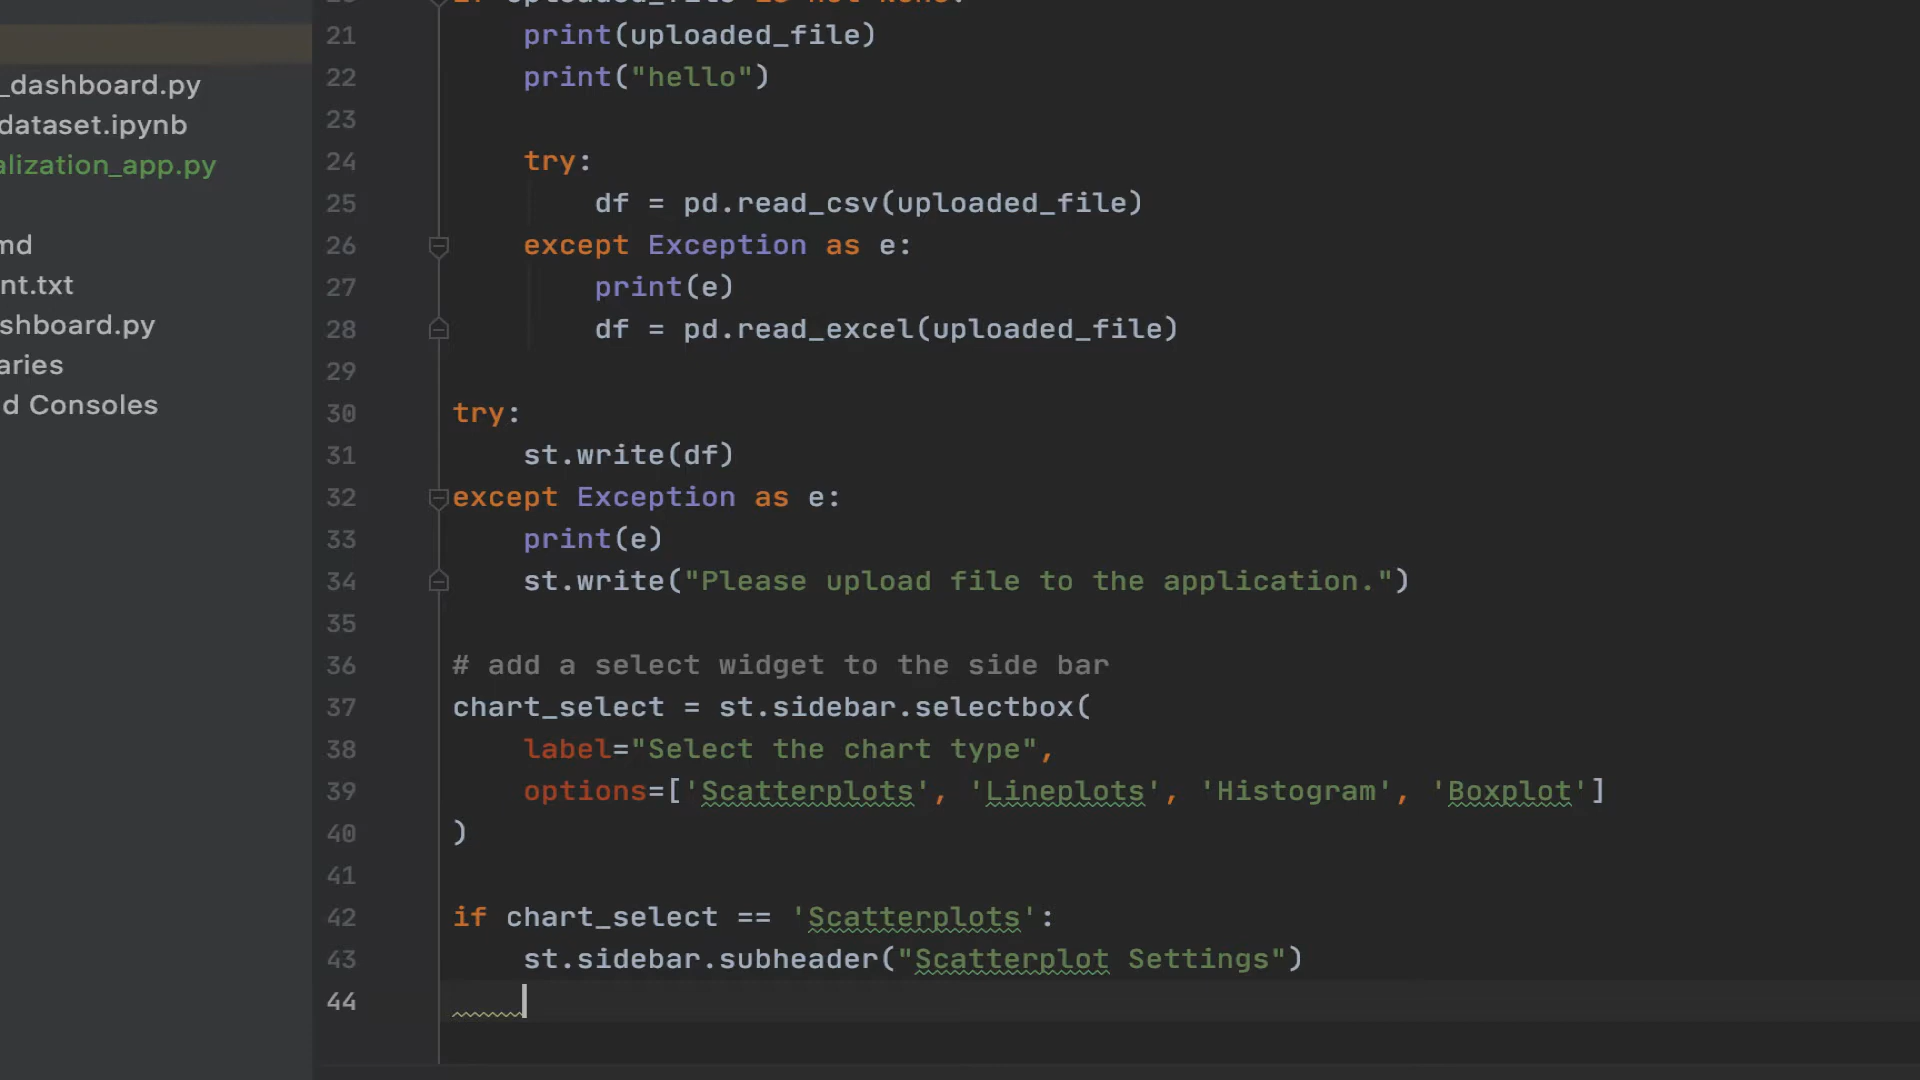 _dashboard.py
dataset.ipynb
alization_app.py
md
nt.txt
shboard.py
aries
d Consoles
21 print(uploaded_file)
22 print("hello")
23
24 try:
25 df = pd.read_csv(uploaded_file)
26 except Exception as e:
27 print(e)
28 df = pd.read_excel(uploaded_file)
29
30 try:
31 st.write(df)
32 except Exception as e:
33 print(e)
34 st.write("Please upload file to the application.")
35
36 # add a select widget to the side bar
37 chart_select = st.sidebar.selectbox(
38 label="Select the chart type",
39 options=['Scatterplots', 'Lineplots', 'Histogram', 'Boxplot']
40 )
41
42 if chart_select == 'Scatterplots':
43 st.sidebar.subheader("Scatterplot Settings")
44